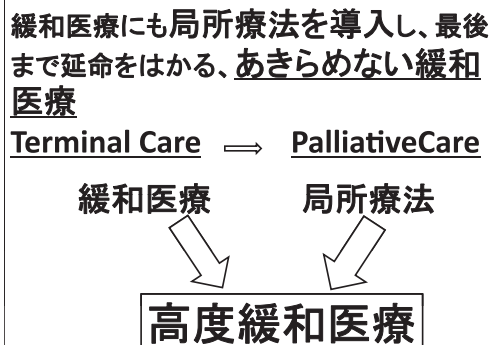 緩和医療にも局所療法を導入し、最後
まで延命をはかる、あきらめない緩和
医療
Terminal Care ⇒ PalliativeCare
緩和医療 局所療法
高度緩和医療